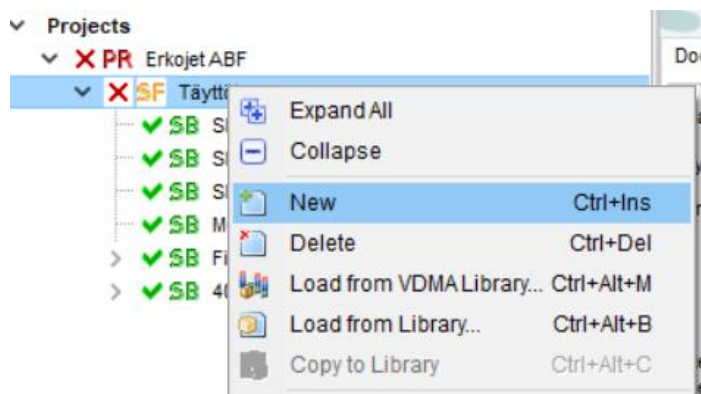 Projects
PR Erkojet ABF
SF
Expand All
SB
Collapse
SB
SB
New Ctrl+Ins
SB
Delete Ctrl+Del
SB
Load from VDMA Library... Ctrl+Alt+M
SB
Load from Library... Ctrl+Alt+B
Copy to Library Ctrl+Alt+C